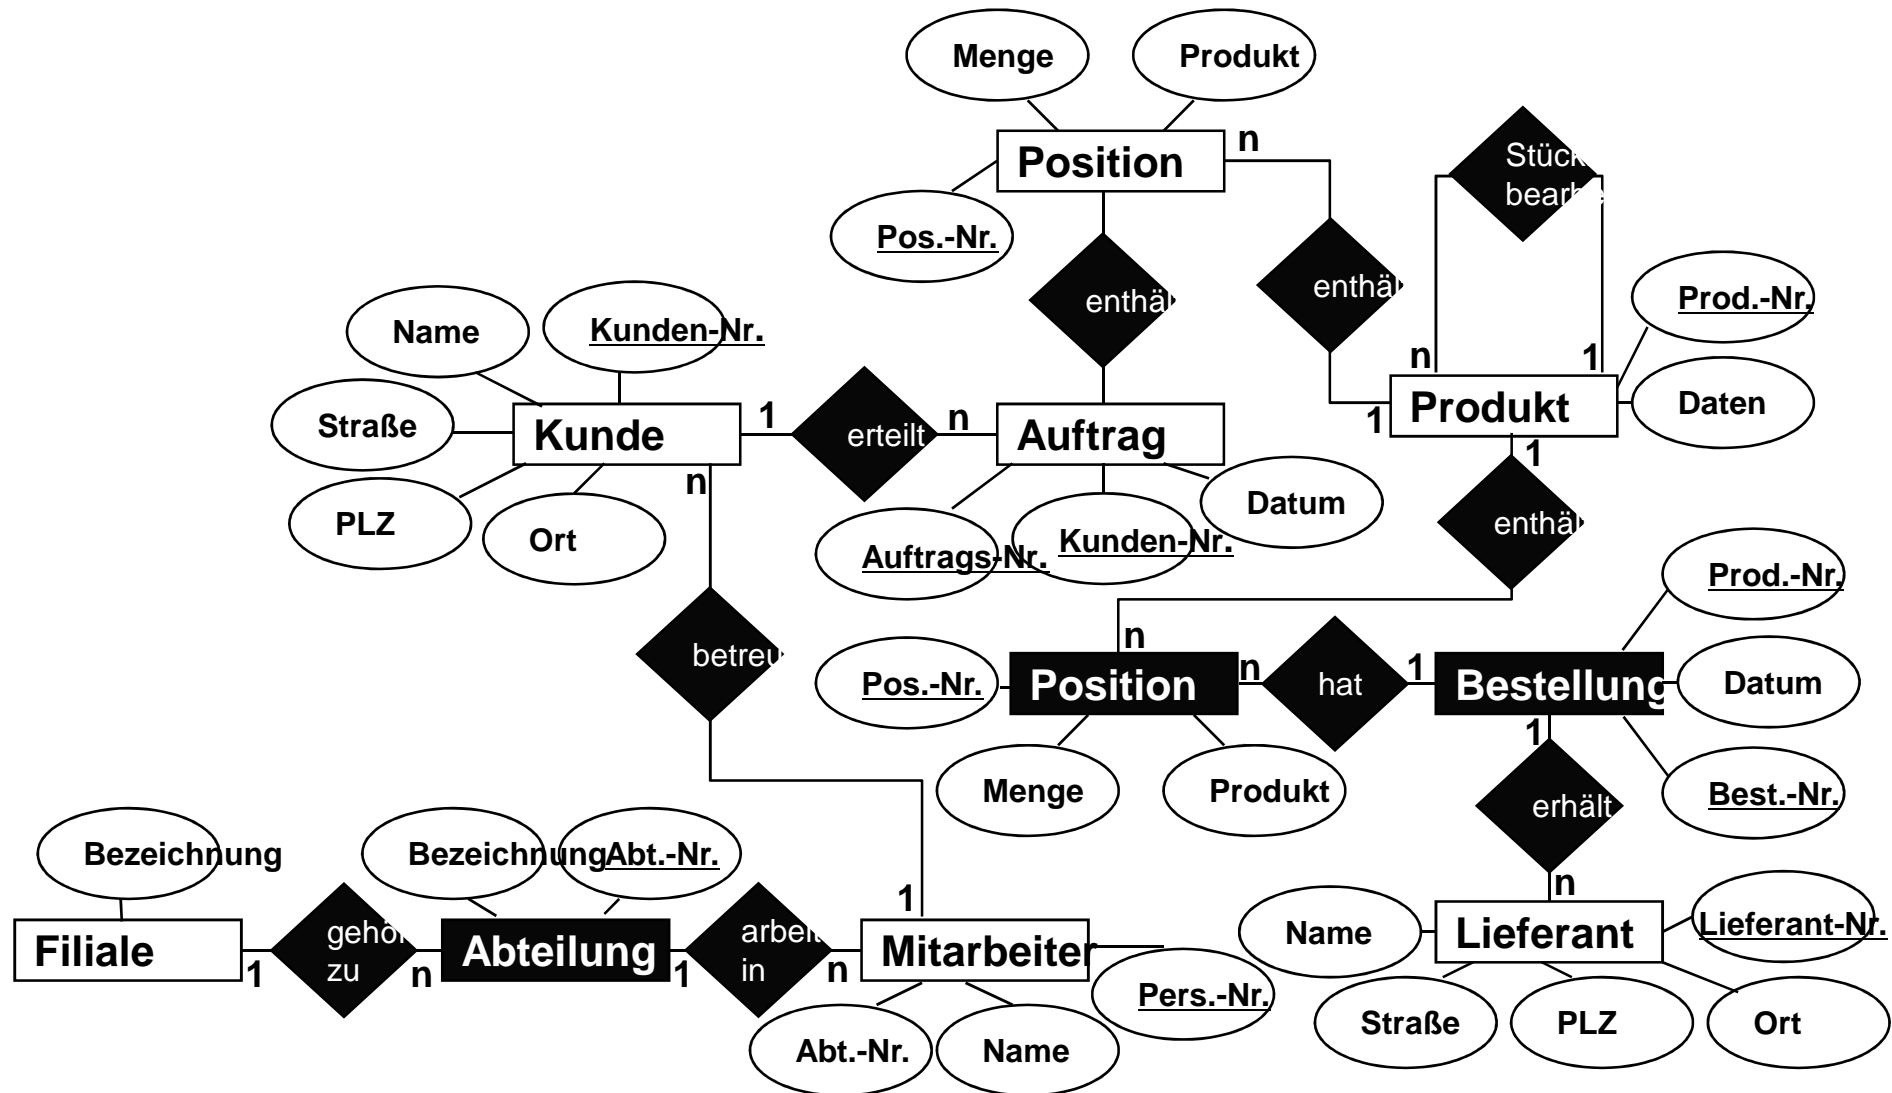 Menge
Produkt
n
Position
Pos.-Nr.
Stück
bearbe
enthäl
enthäl
Prod.-Nr.
Name
Kunden-Nr.
n
1
Daten
Straße
1
n
1
Produkt
Kunde
erteilt
Auftrag
1
n
PLZ
Ort
Auftrags-Nr.
Kunden-Nr.
Datum
enthäl
Prod.-Nr.
n
betreu
Pos.-Nr.
Position
n
hat
1
Bestellung
Datum
1
Menge
Produkt
Best.-Nr.
erhält
Bezeichnung
Bezeichnung
Abt.-Nr.
1
n
Filiale
1
gehör
zu
n
Abteilung
1
arbeit
in
n
Mitarbeiter
Name
Lieferant
Lieferant-Nr.
Pers.-Nr.
Abt.-Nr.
Name
Straße
PLZ
Ort